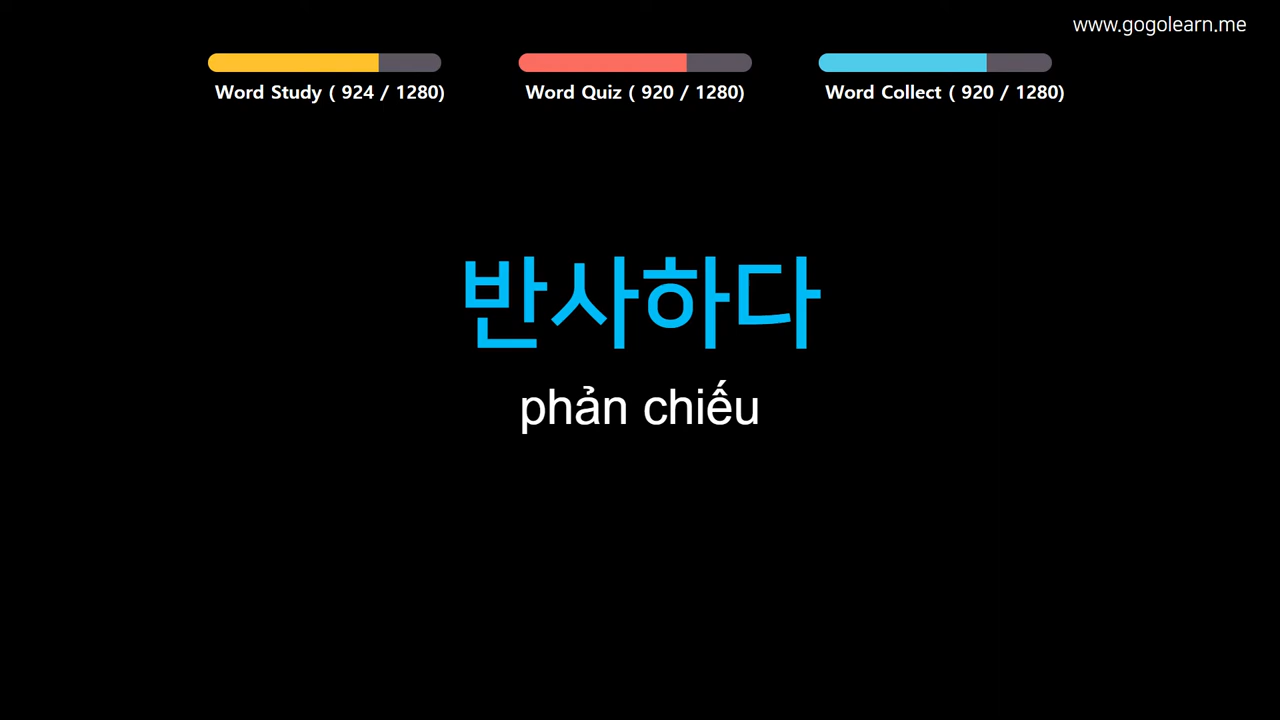 www.gogolearn.me
Word Study ( 924 / 1280)
Word Quiz ( 920 / 1280)
Word Collect ( 920 / 1280)
반사하다
phản chiếu